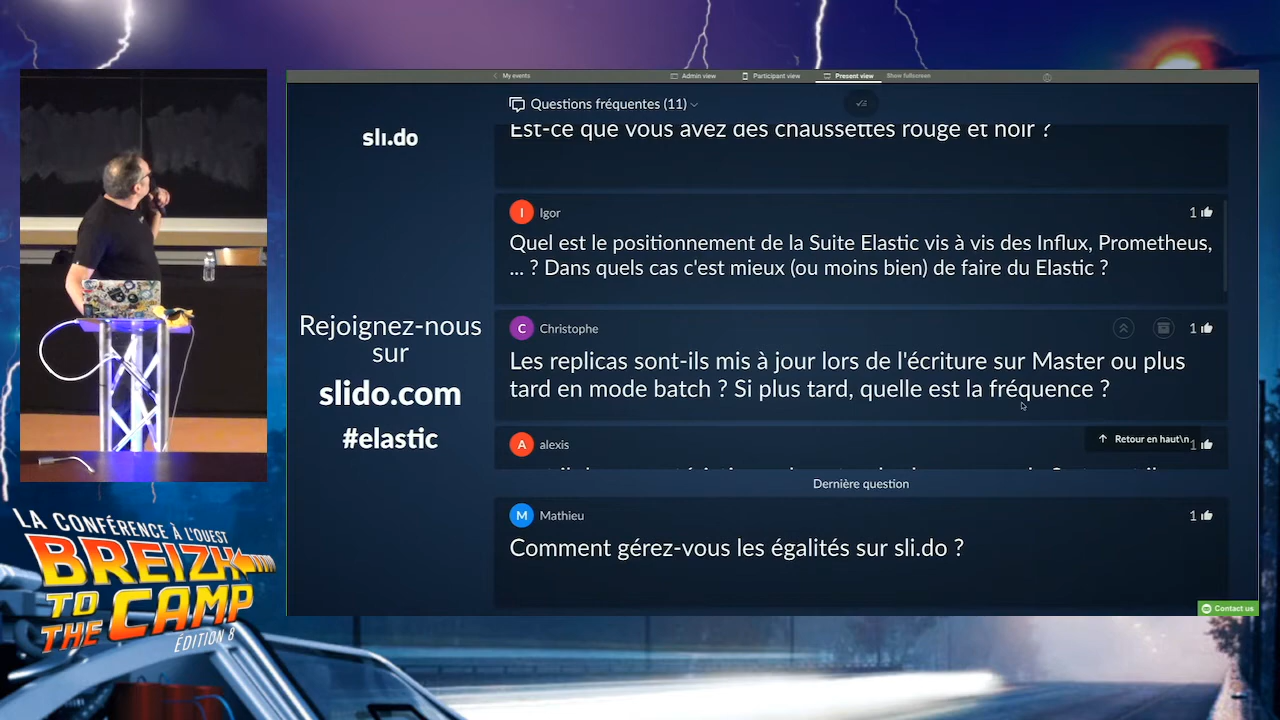 My events
Admin view
Participant view
Present view
Show fullscreen
Questions fréquentes (11)
sli.do
Est-ce que vous avez des chaussettes rouge et noir ?
I Igor
1
Quel est le positionnement de la Suite Elastic vis à vis des Influx, Prometheus,
... ? Dans quels cas c'est mieux (ou moins bien) de faire du Elastic ?
Rejoignez-nous
sur
slido.com
#elastic
C Christophe
1
Les replicas sont-ils mis à jour lors de l'écriture sur Master ou plus
tard en mode batch ? Si plus tard, quelle est la fréquence ?
A alexis
Retour en haut\n
1
Dernière question
M Mathieu
1
Comment gérez-vous les égalités sur sli.do ?
Contact us
LA CONFÉRENCE À L'OUEST
BREIZH
TO
THE CAMP
ÉDITION 8